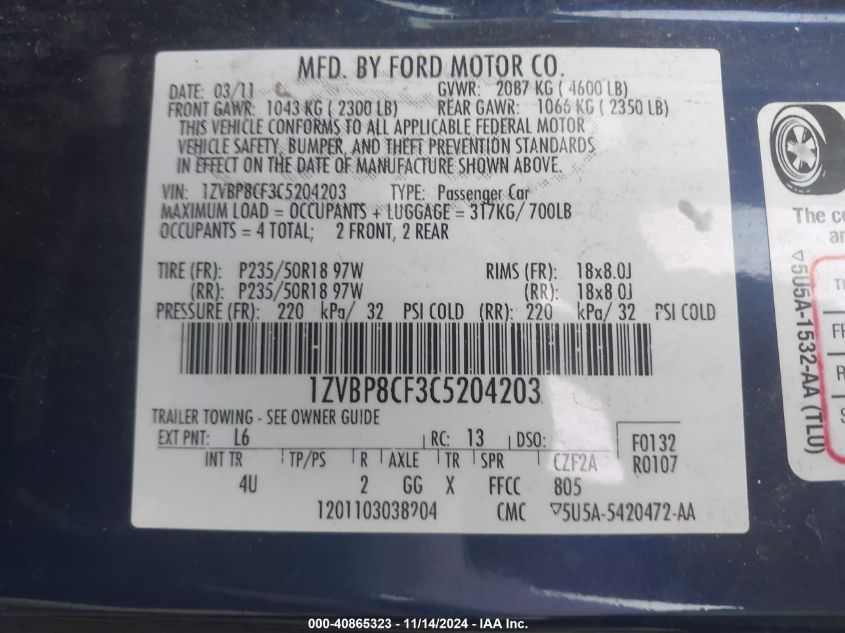 MFD. BY FORD MOTOR CO.
DATE: 03/11 GVWR: 2087 KG ( 4600 LB)
FRONT GAWR: 1043 KG ( 2300 LB) REAR GAWR: 1066 KG ( 2350 LB)
THIS VEHICLE CONFORMS TO ALL APPLICABLE FEDERAL MOTOR
VEHICLE SAFETY, BUMPER, AND THEFT PREVENTION STANDARDS
IN EFFECT ON THE DATE OF MANUFACTURE SHOWN ABOVE.
VIN: 1ZVBP8CF3C5204203 TYPE: Passenger Car
MAXIMUM LOAD = OCCUPANTS + LUGGAGE = 317KG/ 700LB
OCCUPANTS = 4 TOTAL; 2 FRONT, 2 REAR
TIRE (FR): P235/50R18 97W RIMS (FR): 18x8.0J
(RR): P235/50R18 97W (RR): 18x8.0J
PRESSURE (FR): 220 kPa/ 32 PSI COLD (RR): 220 kPa/ 32 PSI COLD
1ZVBP8CF3C5204203
TRAILER TOWING - SEE OWNER GUIDE
EXT PNT: L6 RC: 13 DSO: F0132
INT TR TP/PS R AXLE TR SPR CZF2A R0107
4U 2 GG X FFCC 805
1201103038904 CMC ▽5U5A-5420472-AA
The co
an
▽5U5A-1532-AA (TLU)
TI
FR
R
S
000-40865323 - 11/14/2024 - IAA Inc.